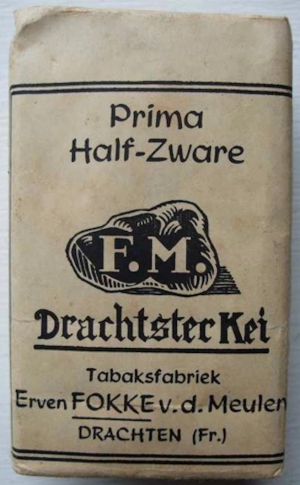 Prima
Half-Zware
F.M.
Drachtster Kei
Tabaksfabriek
Erven FOKKE v. d. Meulen
DRACHTEN (Fr.)